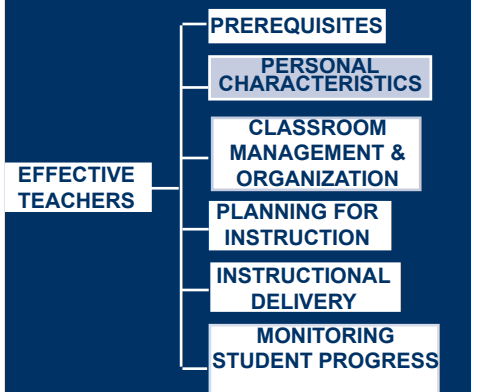 PREREQUISITES
PERSONAL
CHARACTERISTICS
CLASSROOM
MANAGEMENT &
ORGANIZATION
EFFECTIVE
TEACHERS
PLANNING FOR
INSTRUCTION
INSTRUCTIONAL
DELIVERY
MONITORING
STUDENT PROGRESS